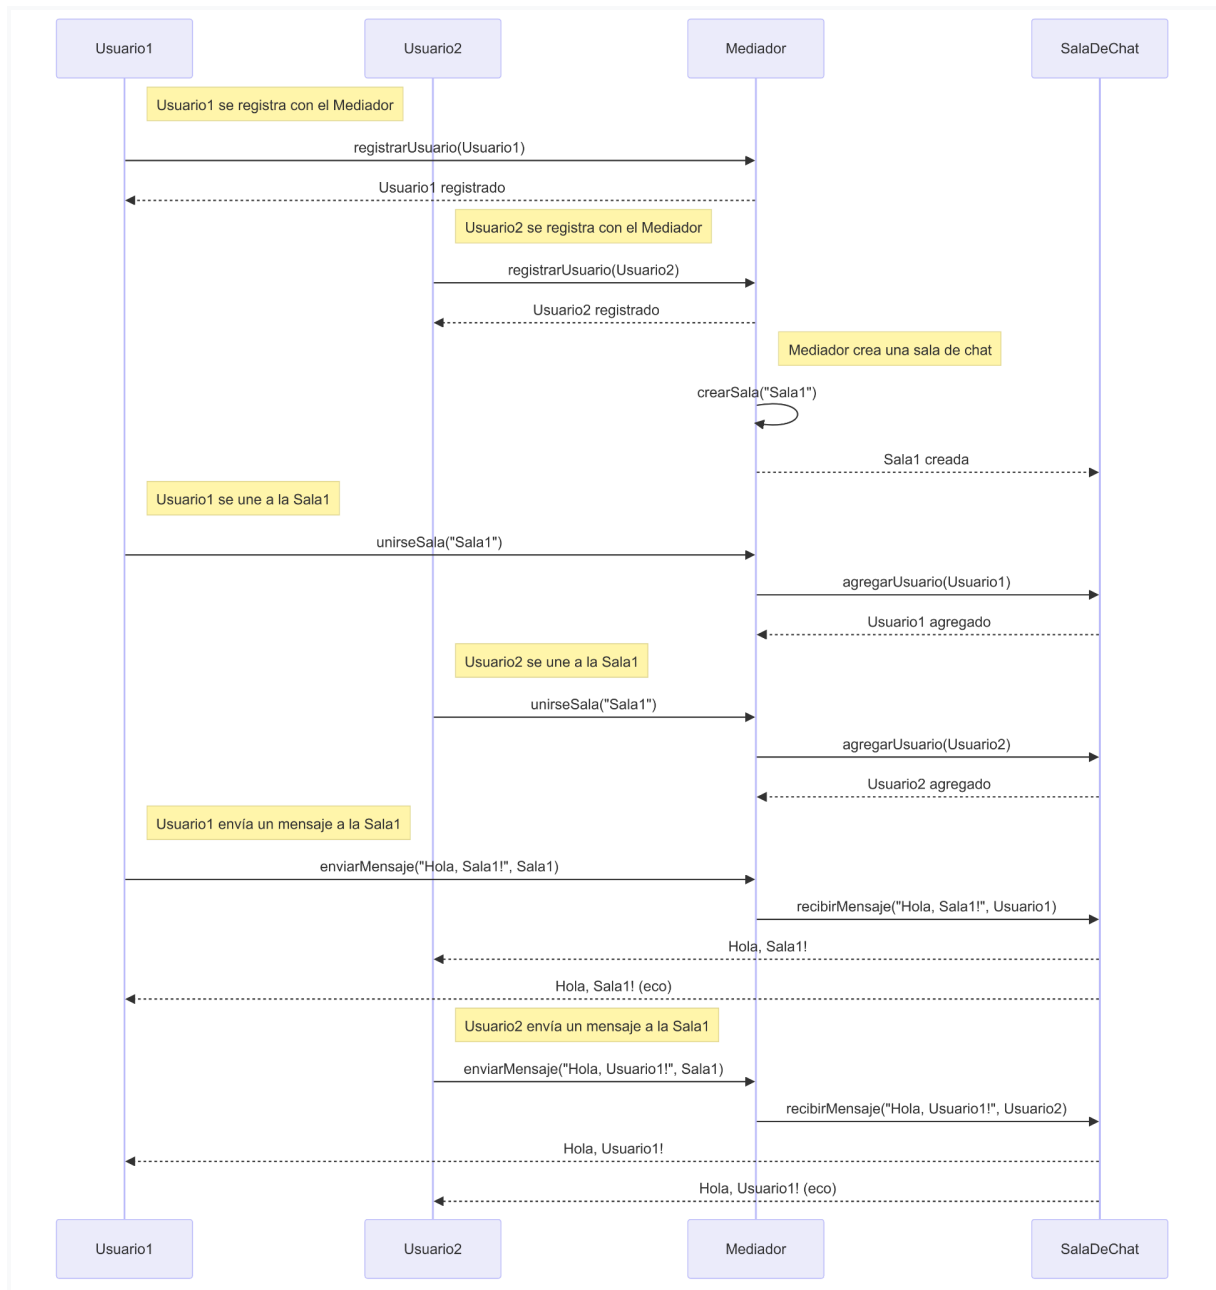 Usuario1
Usuario2
Mediador
SalaDeChat
Usuario1 se registra con el Mediador
registrarUsuario(Usuario1)
Usuario1 registrado
Usuario2 se registra con el Mediador
registrarUsuario(Usuario2)
Usuario2 registrado
Mediador crea una sala de chat
crearSala("Sala1")
Sala1 creada
Usuario1 se une a la Sala1
unirseSala("Sala1")
agregarUsuario(Usuario1)
Usuario1 agregado
Usuario2 se une a la Sala1
unirseSala("Sala1")
agregarUsuario(Usuario2)
Usuario2 agregado
Usuario1 envía un mensaje a la Sala1
enviarMensaje("Hola, Sala1!", Sala1)
recibirMensaje("Hola, Sala1!", Usuario1)
Hola, Sala1!
Hola, Sala1! (eco)
Usuario2 envía un mensaje a la Sala1
enviarMensaje("Hola, Usuario1!", Sala1)
recibirMensaje("Hola, Usuario1!", Usuario2)
Hola, Usuario1!
Hola, Usuario1! (eco)
Usuario1
Usuario2
Mediador
SalaDeChat